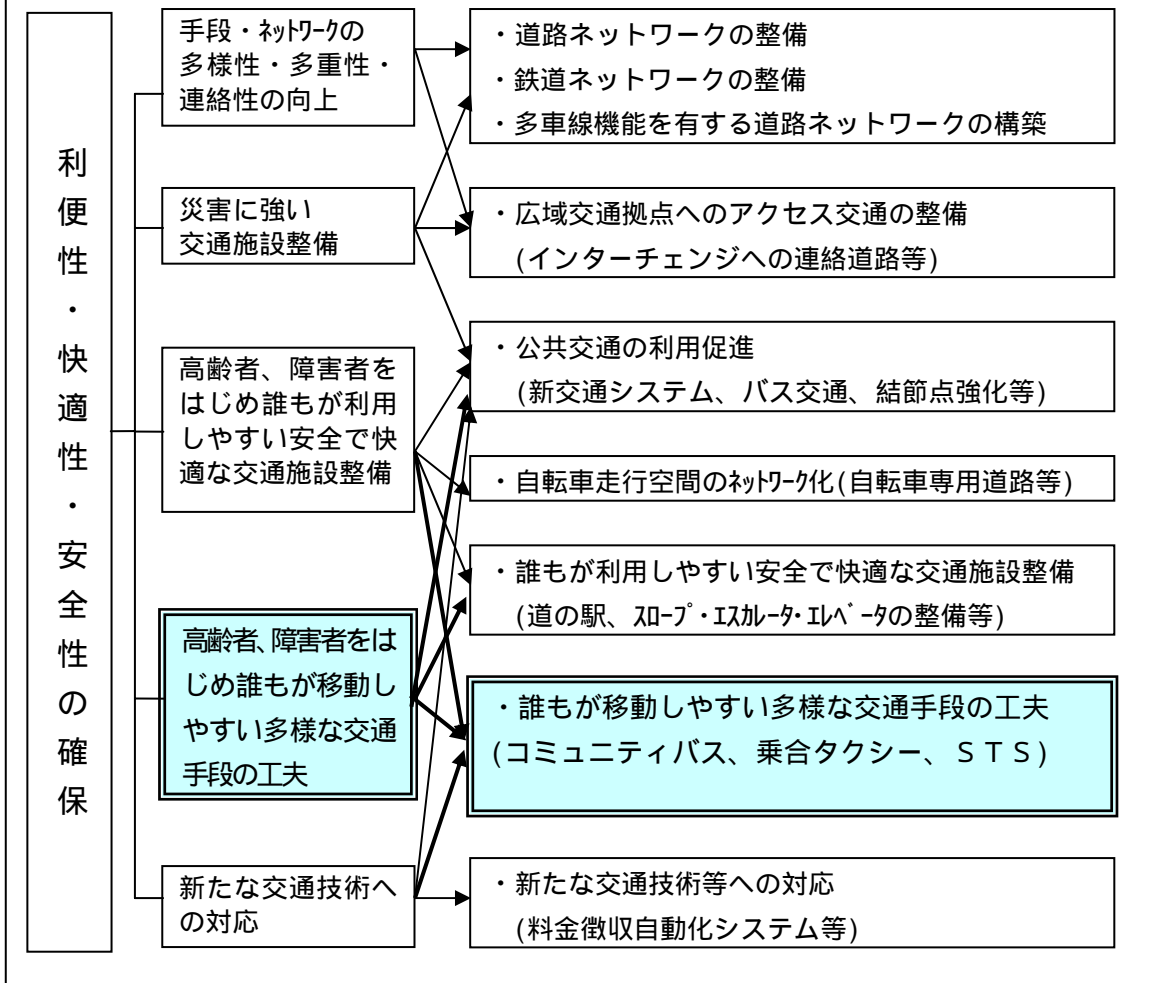 利便性・快適性・安全性の確保
手段・ﾈｯﾄﾜｰｸの
多様性・多重性・
連絡性の向上
災害に強い
交通施設整備
高齢者、障害者を
はじめ誰もが利用
しやすい安全で快
適な交通施設整備
高齢者、障害者をは
じめ誰もが移動し
やすい多様な交通
手段の工夫
新たな交通技術へ
の対応
・道路ネットワークの整備
・鉄道ネットワークの整備
・多車線機能を有する道路ネットワークの構築
・広域交通拠点へのアクセス交通の整備
(インターチェンジへの連絡道路等)
・公共交通の利用促進
(新交通システム、バス交通、結節点強化等)
・自転車走行空間のﾈｯﾄﾜｰｸ化(自転車専用道路等)
・誰もが利用しやすい安全で快適な交通施設整備
(道の駅、ｽﾛｰﾌﾟ・ｴｽｶﾚｰﾀ・ｴﾚﾍﾞｰﾀの整備等)
・誰もが移動しやすい多様な交通手段の工夫
(コミュニティバス、乗合タクシー、ＳＴＳ)
・新たな交通技術等への対応
(料金徴収自動化システム等)